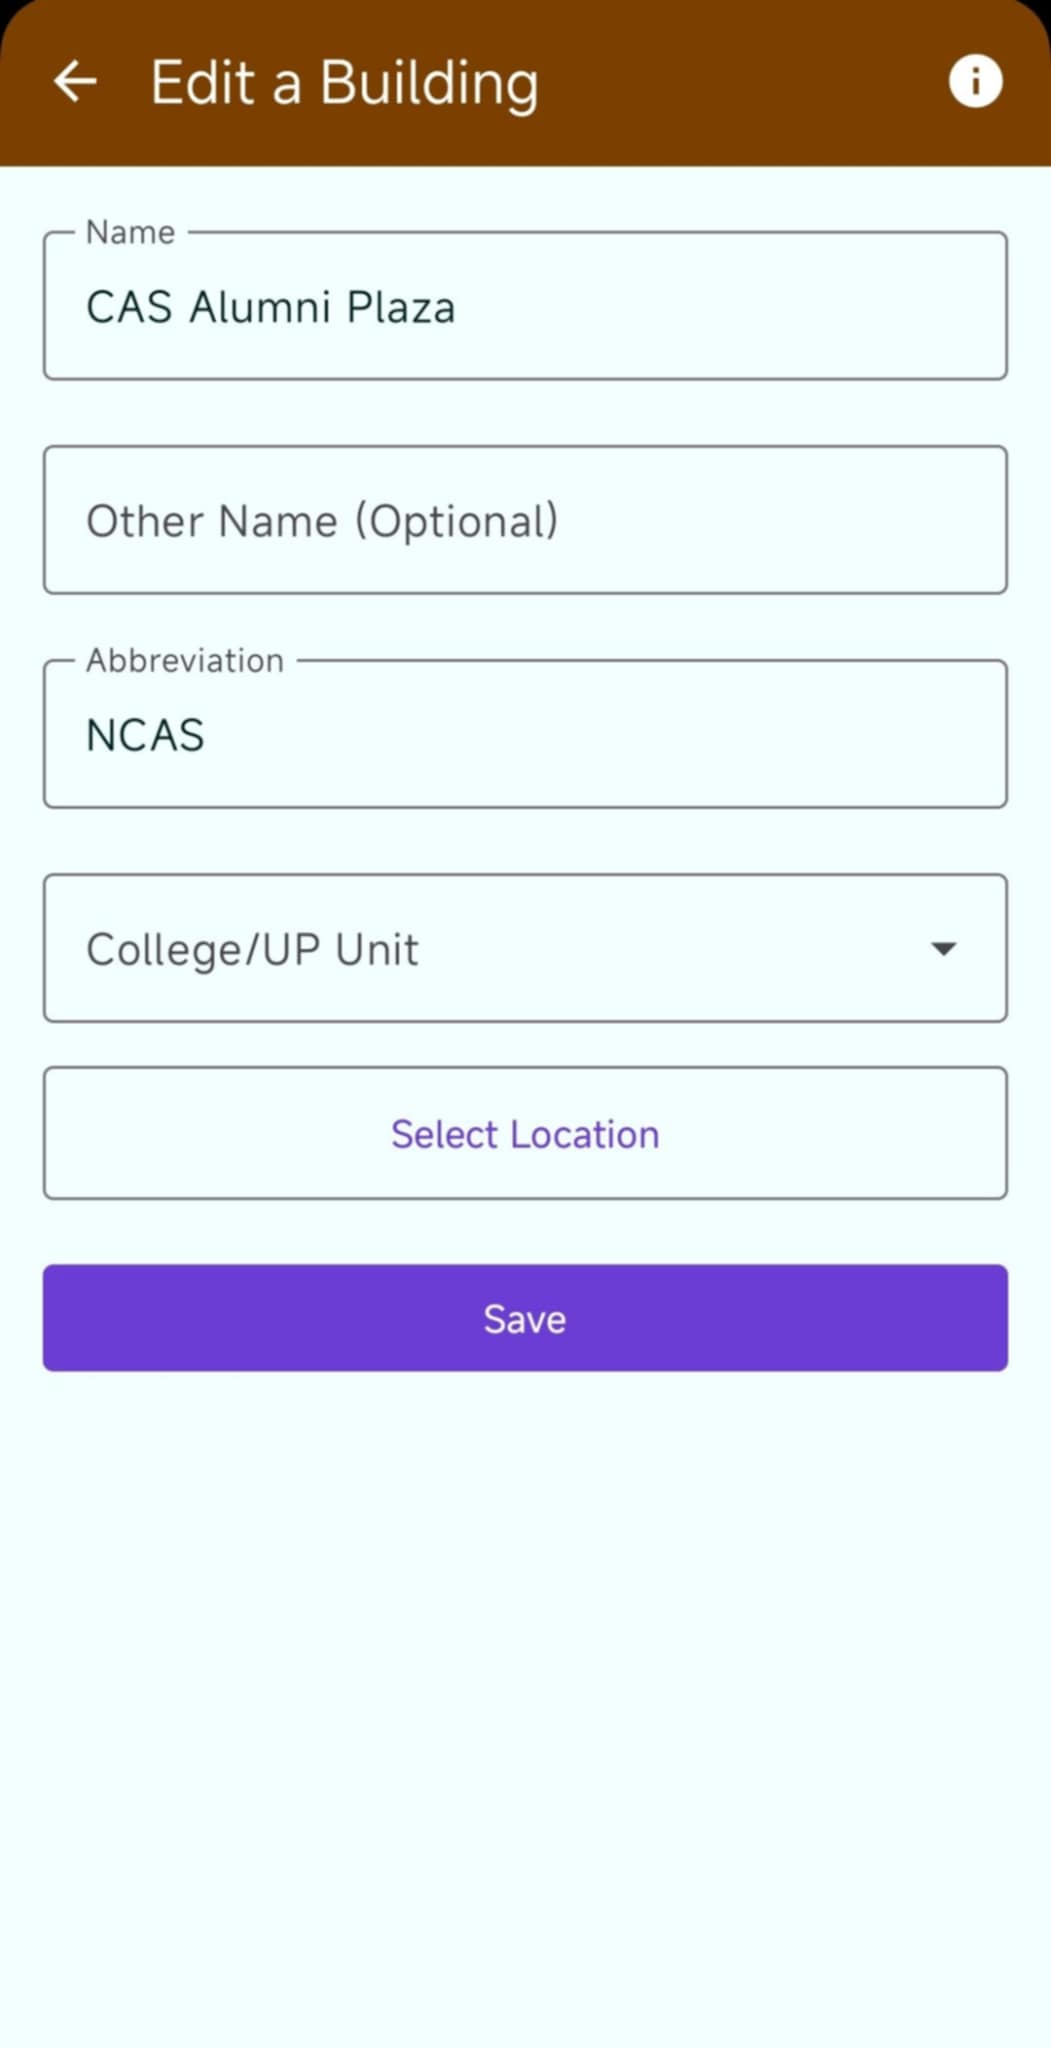 Edit a Building
Name
CAS Alumni Plaza
Other Name (Optional)
Abbreviation
NCAS
College/UP Unit
Select Location
Save